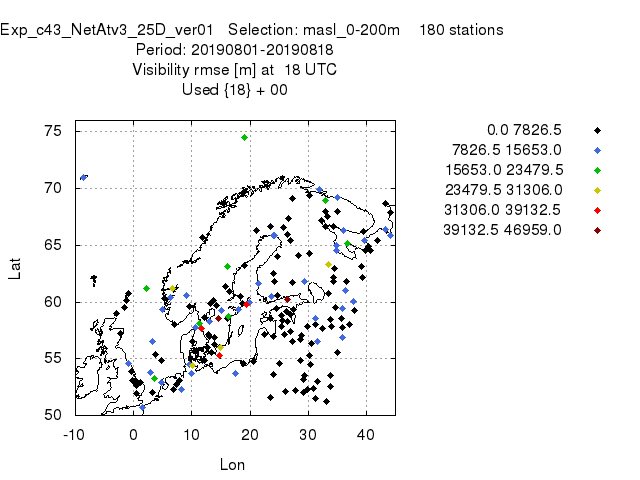 Exp_c43_NetAtv3_25D_ver01 Selection: masl_0-200m 180 stations
Period: 20190801-20190818
Visibility rmse [m] at 18 UTC
Used {18} + 00
0.0 7826.5
7826.5 15653.0
15653.0 23479.5
23479.5 31306.0
31306.0 39132.5
39132.5 46959.0
75
70
65
60
55
50
Lat
-10 0 10 20 30 40
Lon